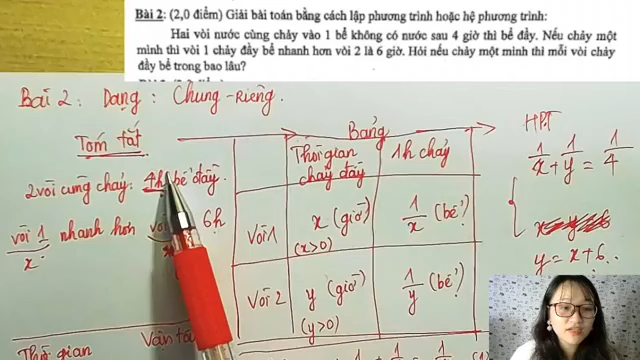 Bài 2: (2,0 điểm) Giải bài toán bằng cách lập phương trình hoặc hệ phương trình:
Hai vòi nước cùng chảy vào 1 bể không có nước sau 4 giờ thì bể đầy. Nếu chảy một
mình thì vòi 1 chảy đầy bể nhanh hơn vòi 2 là 6 giờ. Hỏi nếu chảy một mình thì mỗi vòi chảy
đầy bể trong bao lâu?
Bài 2: Dạng: Chung - Riêng.
Tóm tắt
2 vòi cùng chảy: 4h bể đầy.
vòi 1 nhanh hơn 6h
x
Bảng
Thời gian chảy đầy
1h chảy
Vòi 1
x (giờ)
(x>0)
1/x (bể)
Vòi 2
y (giờ)
(y>0)
1/y (bể)
HPT
1/x + 1/y = 1/4
y = x + 6
Thời gian